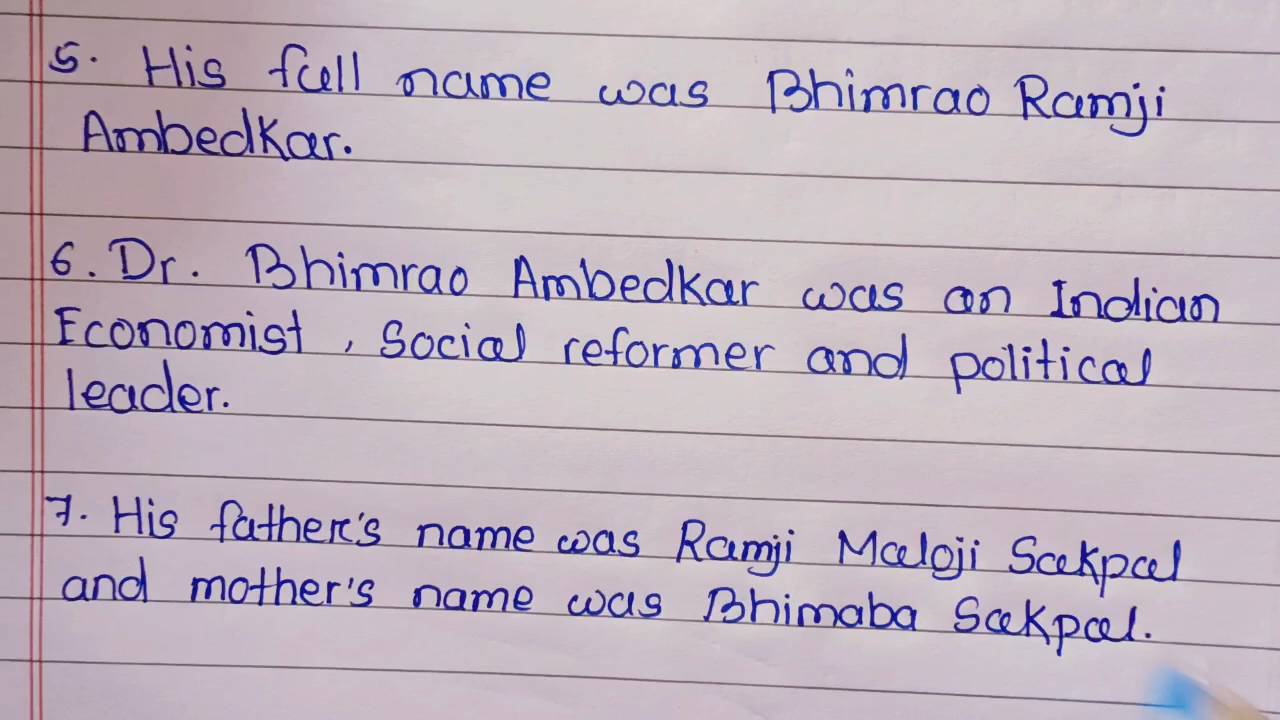 5. His full name was Bhimrao Ramji
Ambedkar.
6. Dr. Bhimrao Ambedkar was an Indian
Economist, Social reformer and political
leader.
7. His father's name was Ramji Maloji Sakpal
and mother's name was Bhimaba Sakpal.